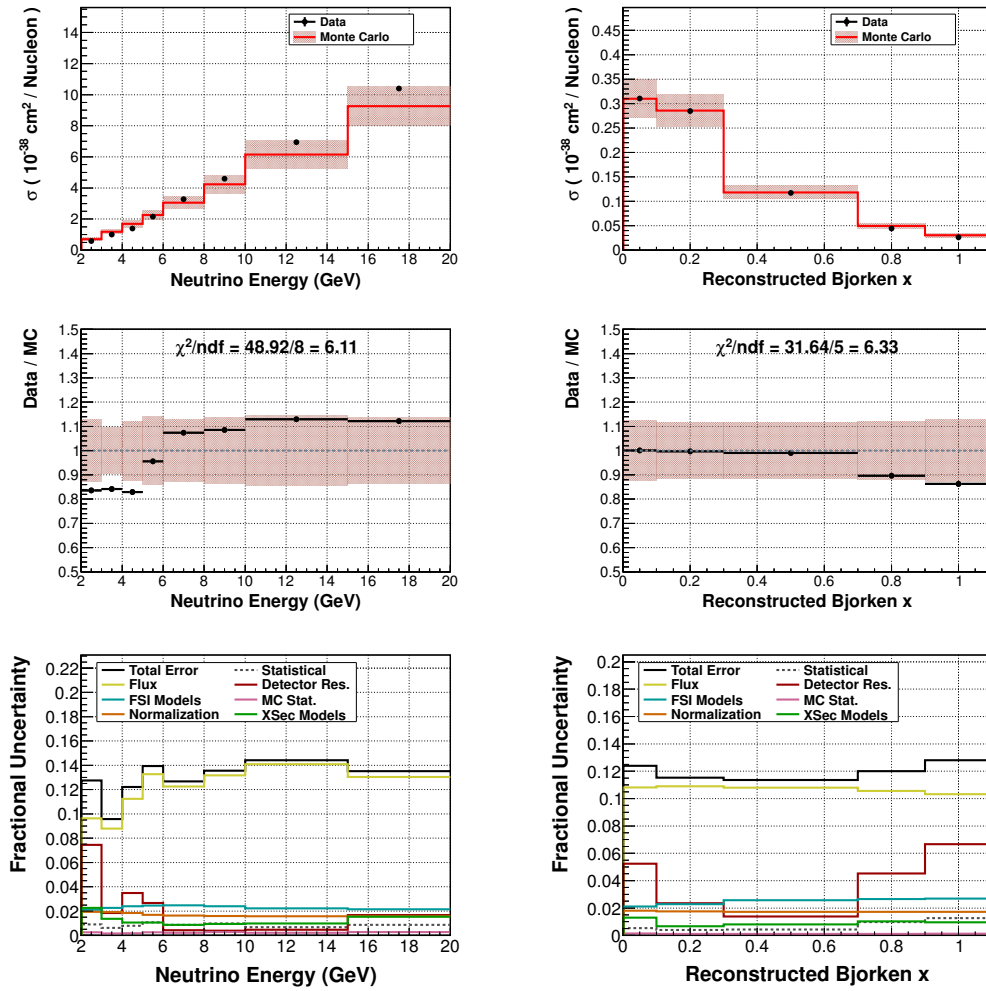 σ ( 10⁻³⁸ cm² / Nucleon )
14
12
10
8
6
4
2
0
Data
Monte Carlo
2 4 6 8 10 12 14 16 18 20
Neutrino Energy (GeV)
σ ( 10⁻³⁸ cm² / Nucleon )
0.45
0.4
0.35
0.3
0.25
0.2
0.15
0.1
0.05
0
Data
Monte Carlo
0 0.2 0.4 0.6 0.8 1
Reconstructed Bjorken x
Data / MC
1.5
1.4
1.3
1.2
1.1
1
0.9
0.8
0.7
0.6
0.5
χ²/ndf = 48.92/8 = 6.11
2 4 6 8 10 12 14 16 18 20
Neutrino Energy (GeV)
Data / MC
1.5
1.4
1.3
1.2
1.1
1
0.9
0.8
0.7
0.6
0.5
χ²/ndf = 31.64/5 = 6.33
0 0.2 0.4 0.6 0.8 1
Reconstructed Bjorken x
Fractional Uncertainty
0.22
0.2
0.18
0.16
0.14
0.12
0.1
0.08
0.06
0.04
0.02
0
Total Error Statistical
Flux Detector Res.
FSI Models MC Stat.
Normalization XSec Models
2 4 6 8 10 12 14 16 18 20
Neutrino Energy (GeV)
Fractional Uncertainty
0.2
0.18
0.16
0.14
0.12
0.1
0.08
0.06
0.04
0.02
0
Total Error Statistical
Flux Detector Res.
FSI Models MC Stat.
Normalization XSec Models
0 0.2 0.4 0.6 0.8 1
Reconstructed Bjorken x